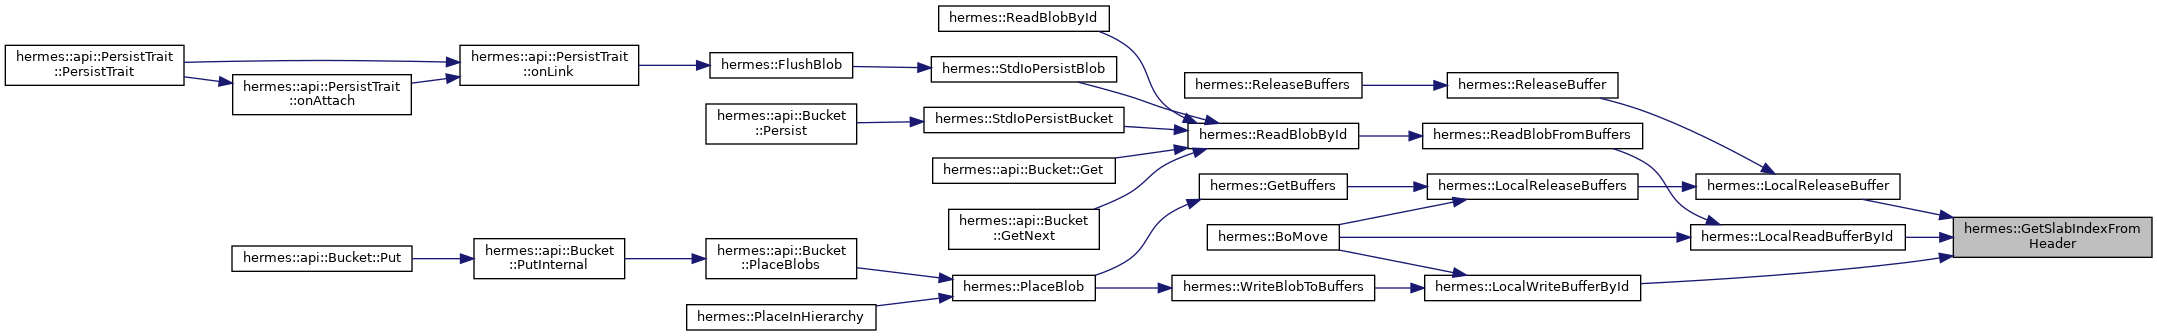 hermes::ReadBlobById
hermes::api::PersistTrait
::PersistTrait
hermes::api::PersistTrait
::onLink
hermes::FlushBlob
hermes::StdIoPersistBlob
hermes::api::PersistTrait
::onAttach
hermes::ReleaseBuffers
hermes::ReleaseBuffer
hermes::api::Bucket
::Persist
hermes::StdIoPersistBucket
hermes::ReadBlobById
hermes::ReadBlobFromBuffers
hermes::api::Bucket::Get
hermes::GetBuffers
hermes::LocalReleaseBuffers
hermes::LocalReleaseBuffer
hermes::api::Bucket
::GetNext
hermes::BoMove
hermes::LocalReadBufferById
hermes::GetSlabIndexFrom
Header
hermes::api::Bucket::Put
hermes::api::Bucket
::PutInternal
hermes::api::Bucket
::PlaceBlobs
hermes::PlaceBlob
hermes::WriteBlobToBuffers
hermes::LocalWriteBufferById
hermes::PlaceInHierarchy